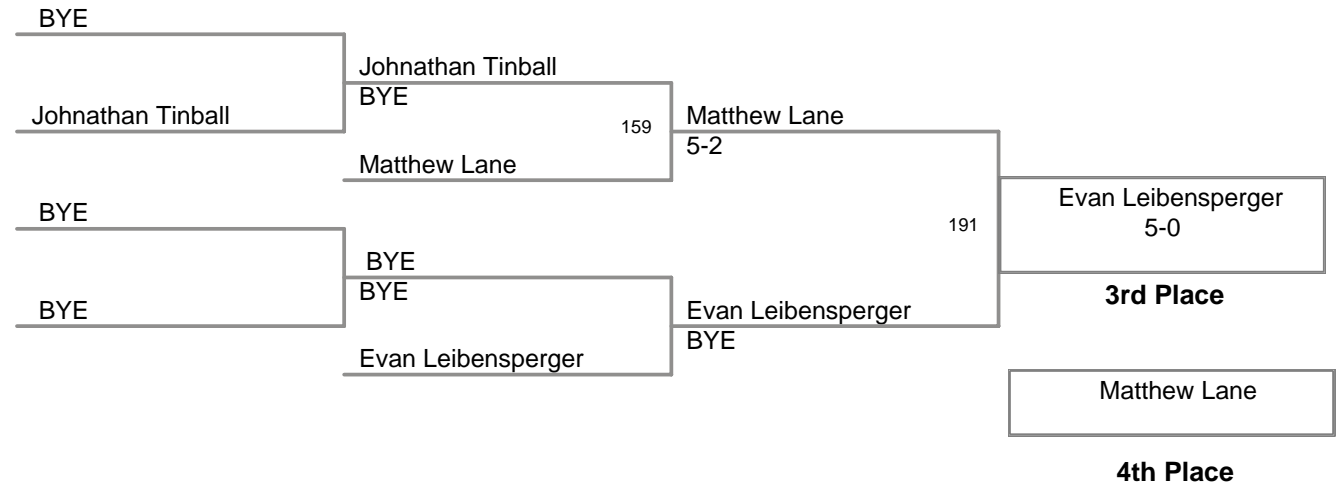 BYE
Johnathan Tinball
Johnathan Tinball
BYE
159
Matthew Lane
5-2
Matthew Lane
BYE
191
Evan Leibensperger
5-0
BYE
BYE
3rd Place
BYE
Evan Leibensperger
BYE
Evan Leibensperger
Matthew Lane
4th Place